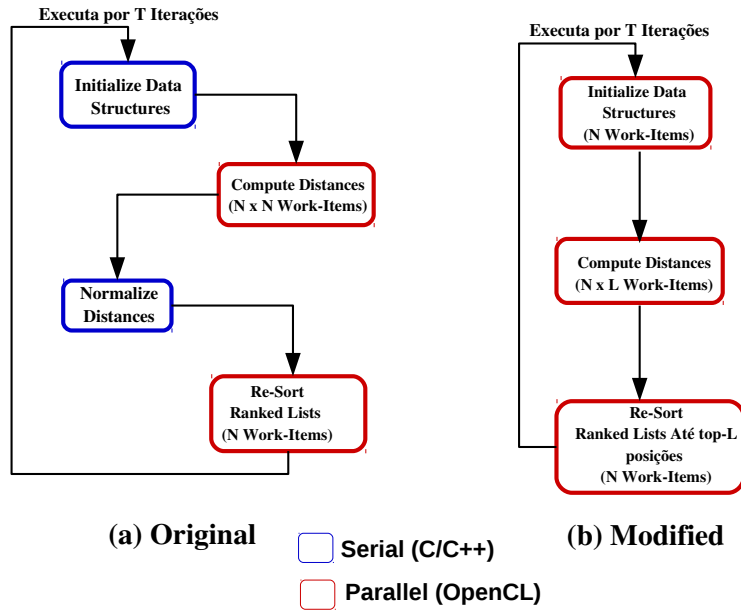 Executa por T Iterações
Initialize Data
Structures
Compute Distances
(N x N Work-Items)
Normalize
Distances
Re-Sort
Ranked Lists
(N Work-Items)
(a) Original
Executa por T Iterações
Initialize Data
Structures
(N Work-Items)
Compute Distances
(N x L Work-Items)
Re-Sort
Ranked Lists Até top-L
posições
(N Work-Items)
(b) Modified
Serial (C/C++)
Parallel (OpenCL)